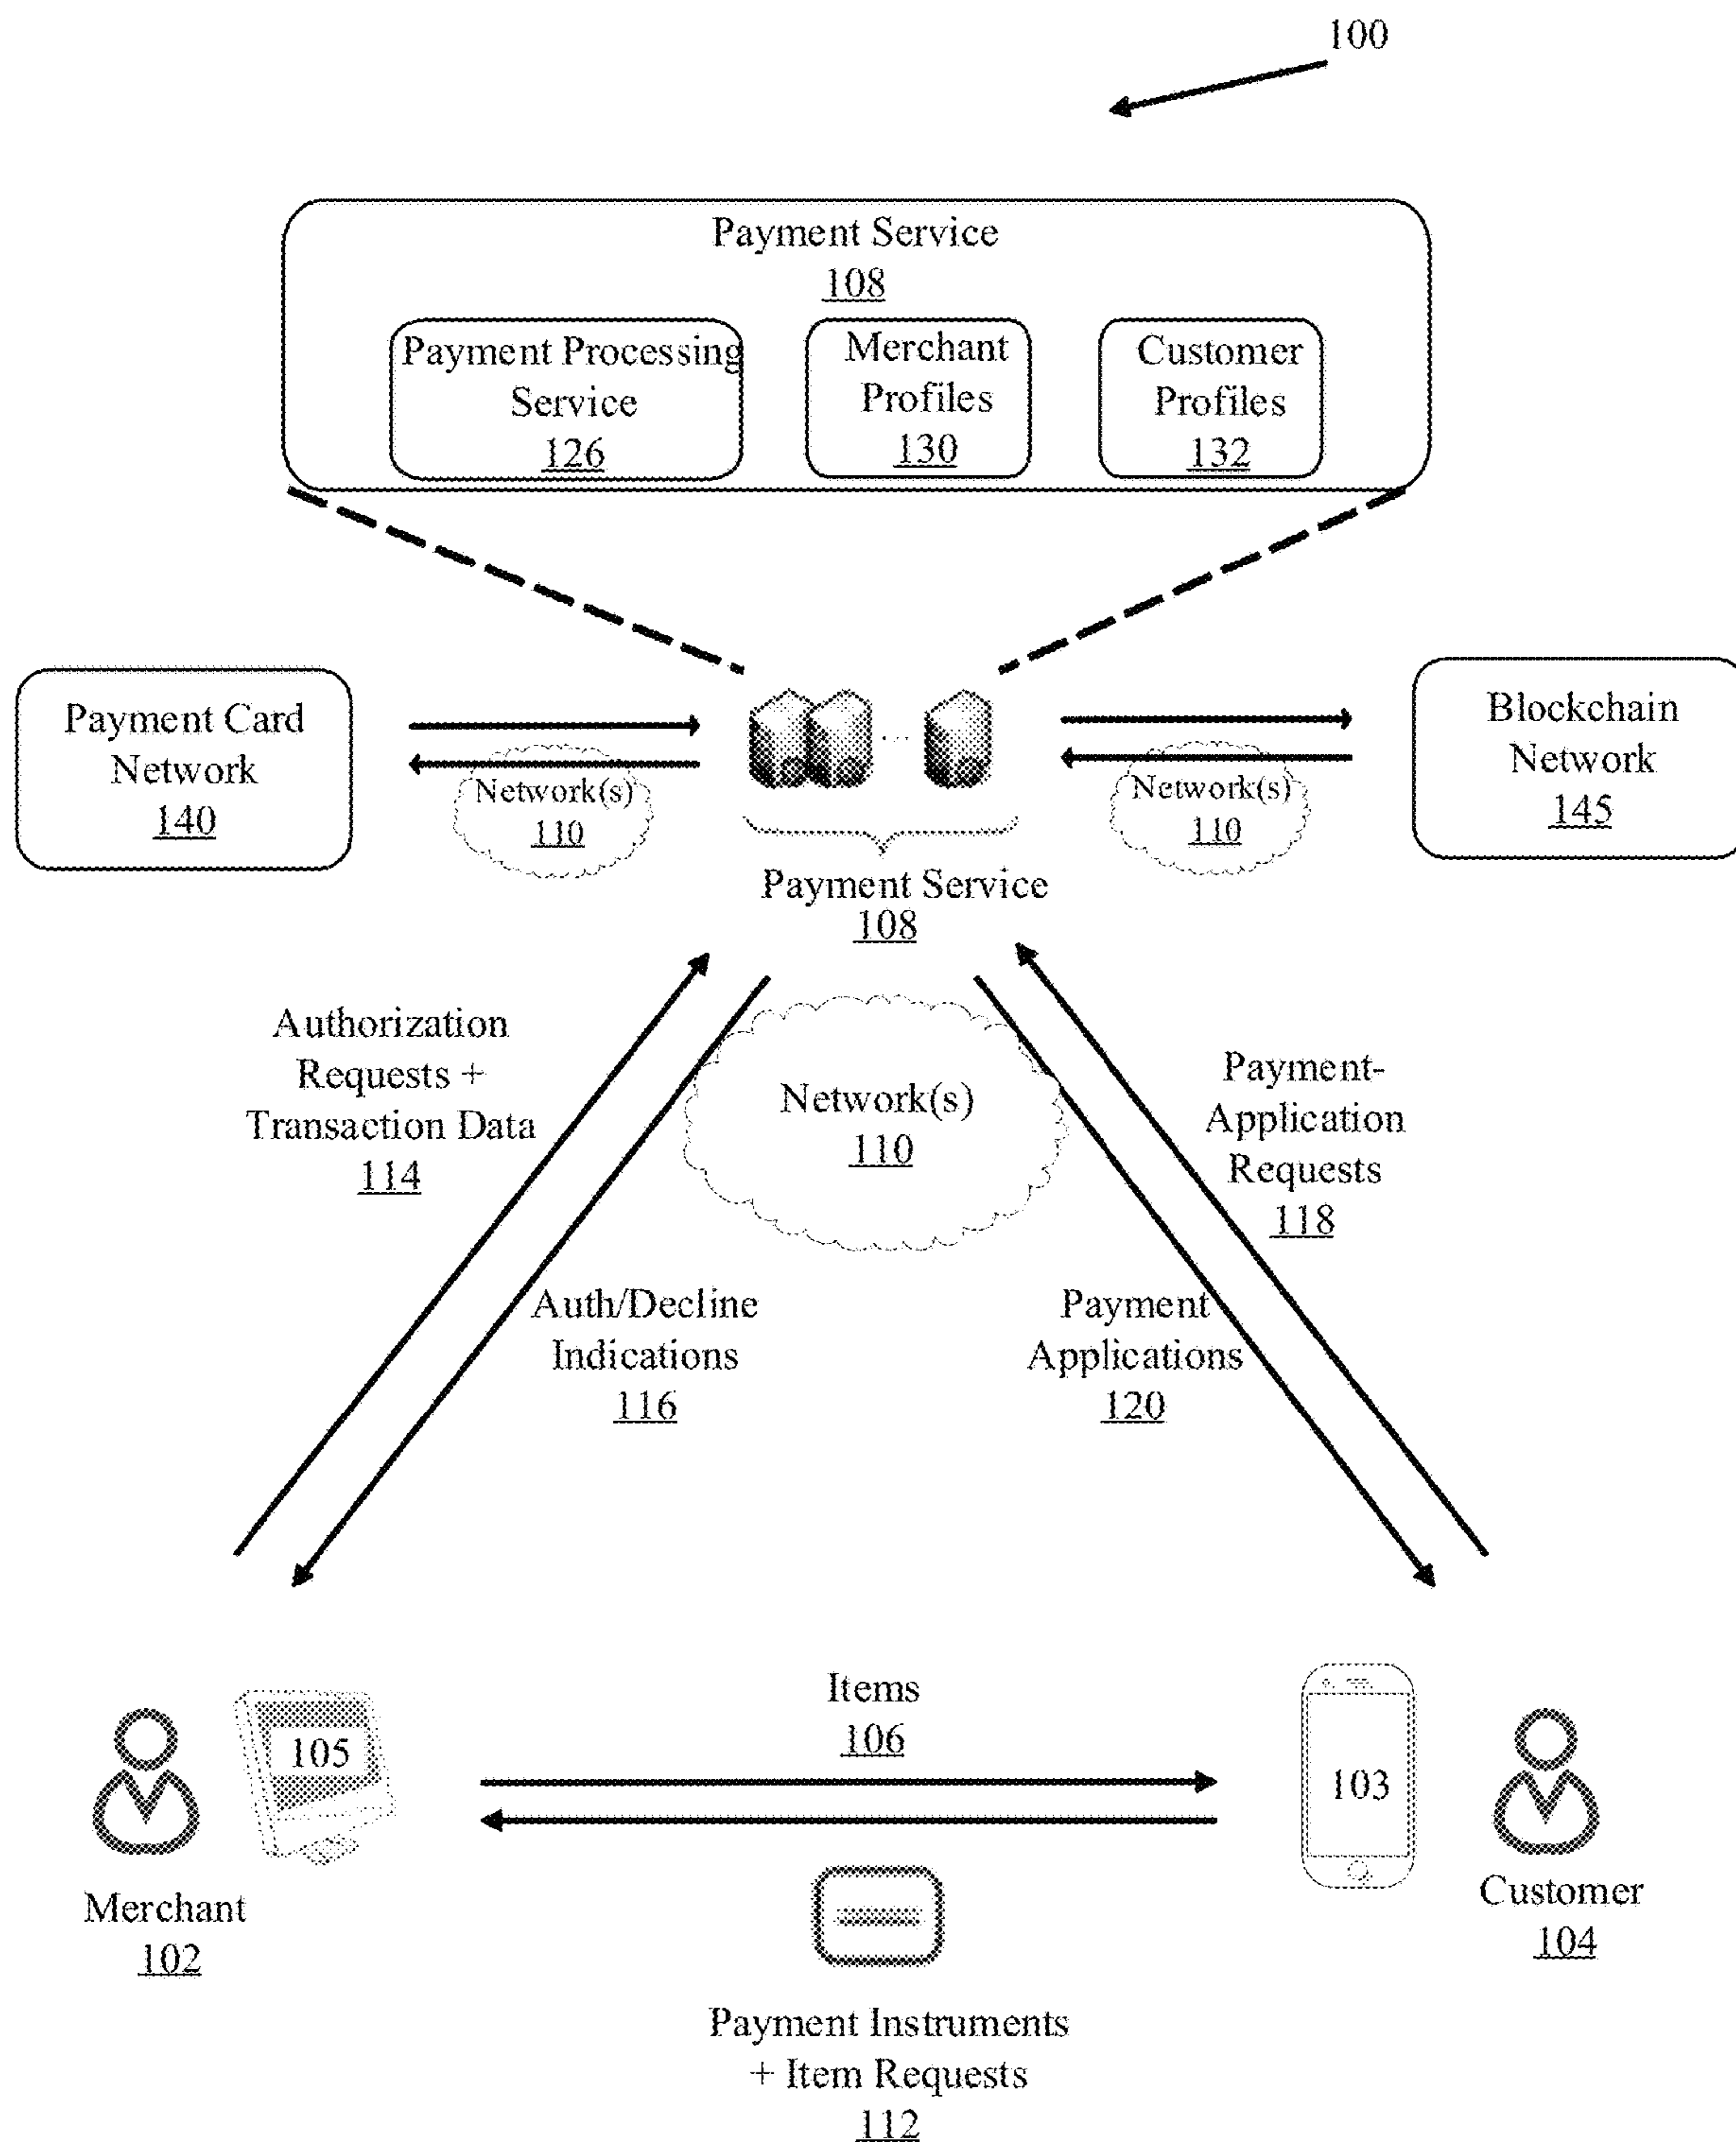 100
Payment Service
108
Payment Processing
Service
126
Merchant
Profiles
130
Customer
Profiles
132
Payment Card
Network
140
Network(s)
110
Payment Service
108
Network(s)
110
Blockchain
Network
145
Authorization
Requests +
Transaction Data
114
Network(s)
110
Payment-
Application
Requests
118
Auth/Decline
Indications
116
Payment
Applications
120
Items
106
105
103
Merchant
102
Customer
104
Payment Instruments
+ Item Requests
112